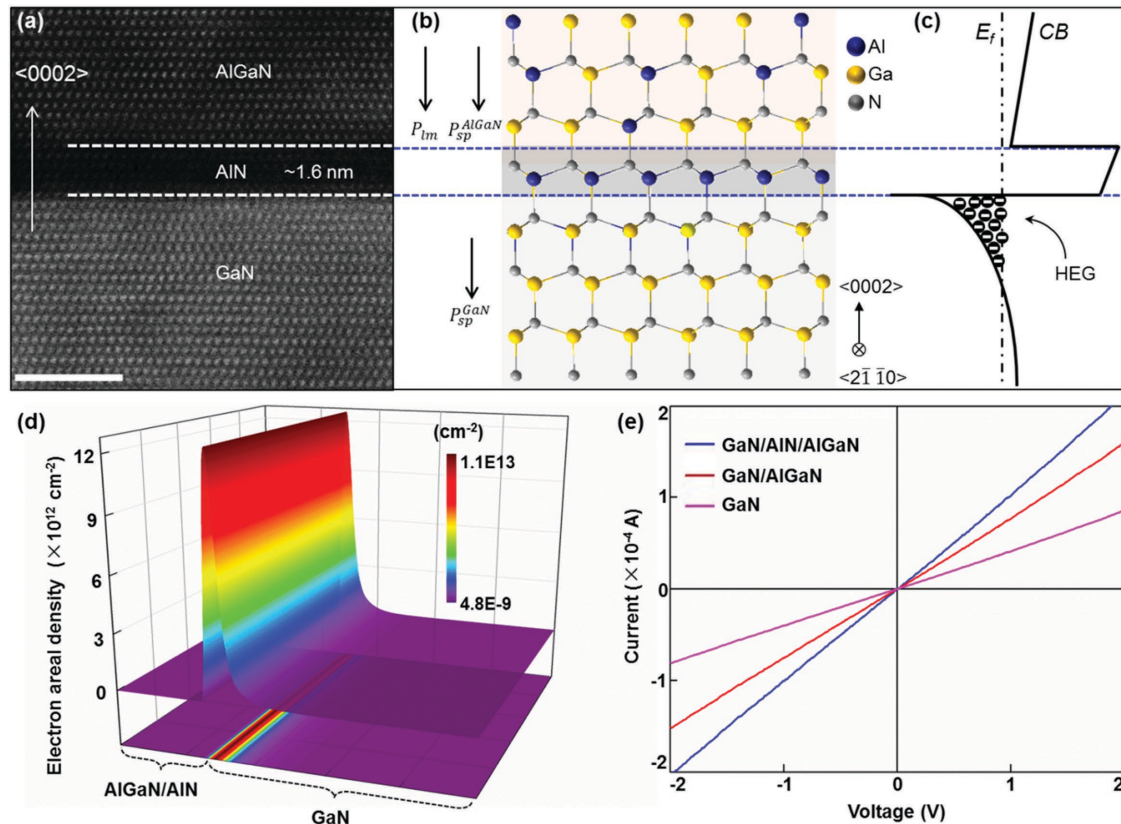 (a)
<0002>
AlGaN
AlN ~1.6 nm
GaN
(b)
P_lm P_sp^AlGaN
P_sp^GaN
Al
Ga
N
<0002>
<21̄ 1̄0>
(c)
E_f CB
HEG
(d)
Electron areal density (×10¹² cm⁻²)
12
9
6
3
0
(cm⁻²)
1.1E13
4.8E-9
AlGaN/AlN
GaN
(e)
GaN/AlN/AlGaN
GaN/AlGaN
GaN
Current (×10⁻⁴ A)
2
1
0
-1
-2
-2 -1 0 1 2
Voltage (V)